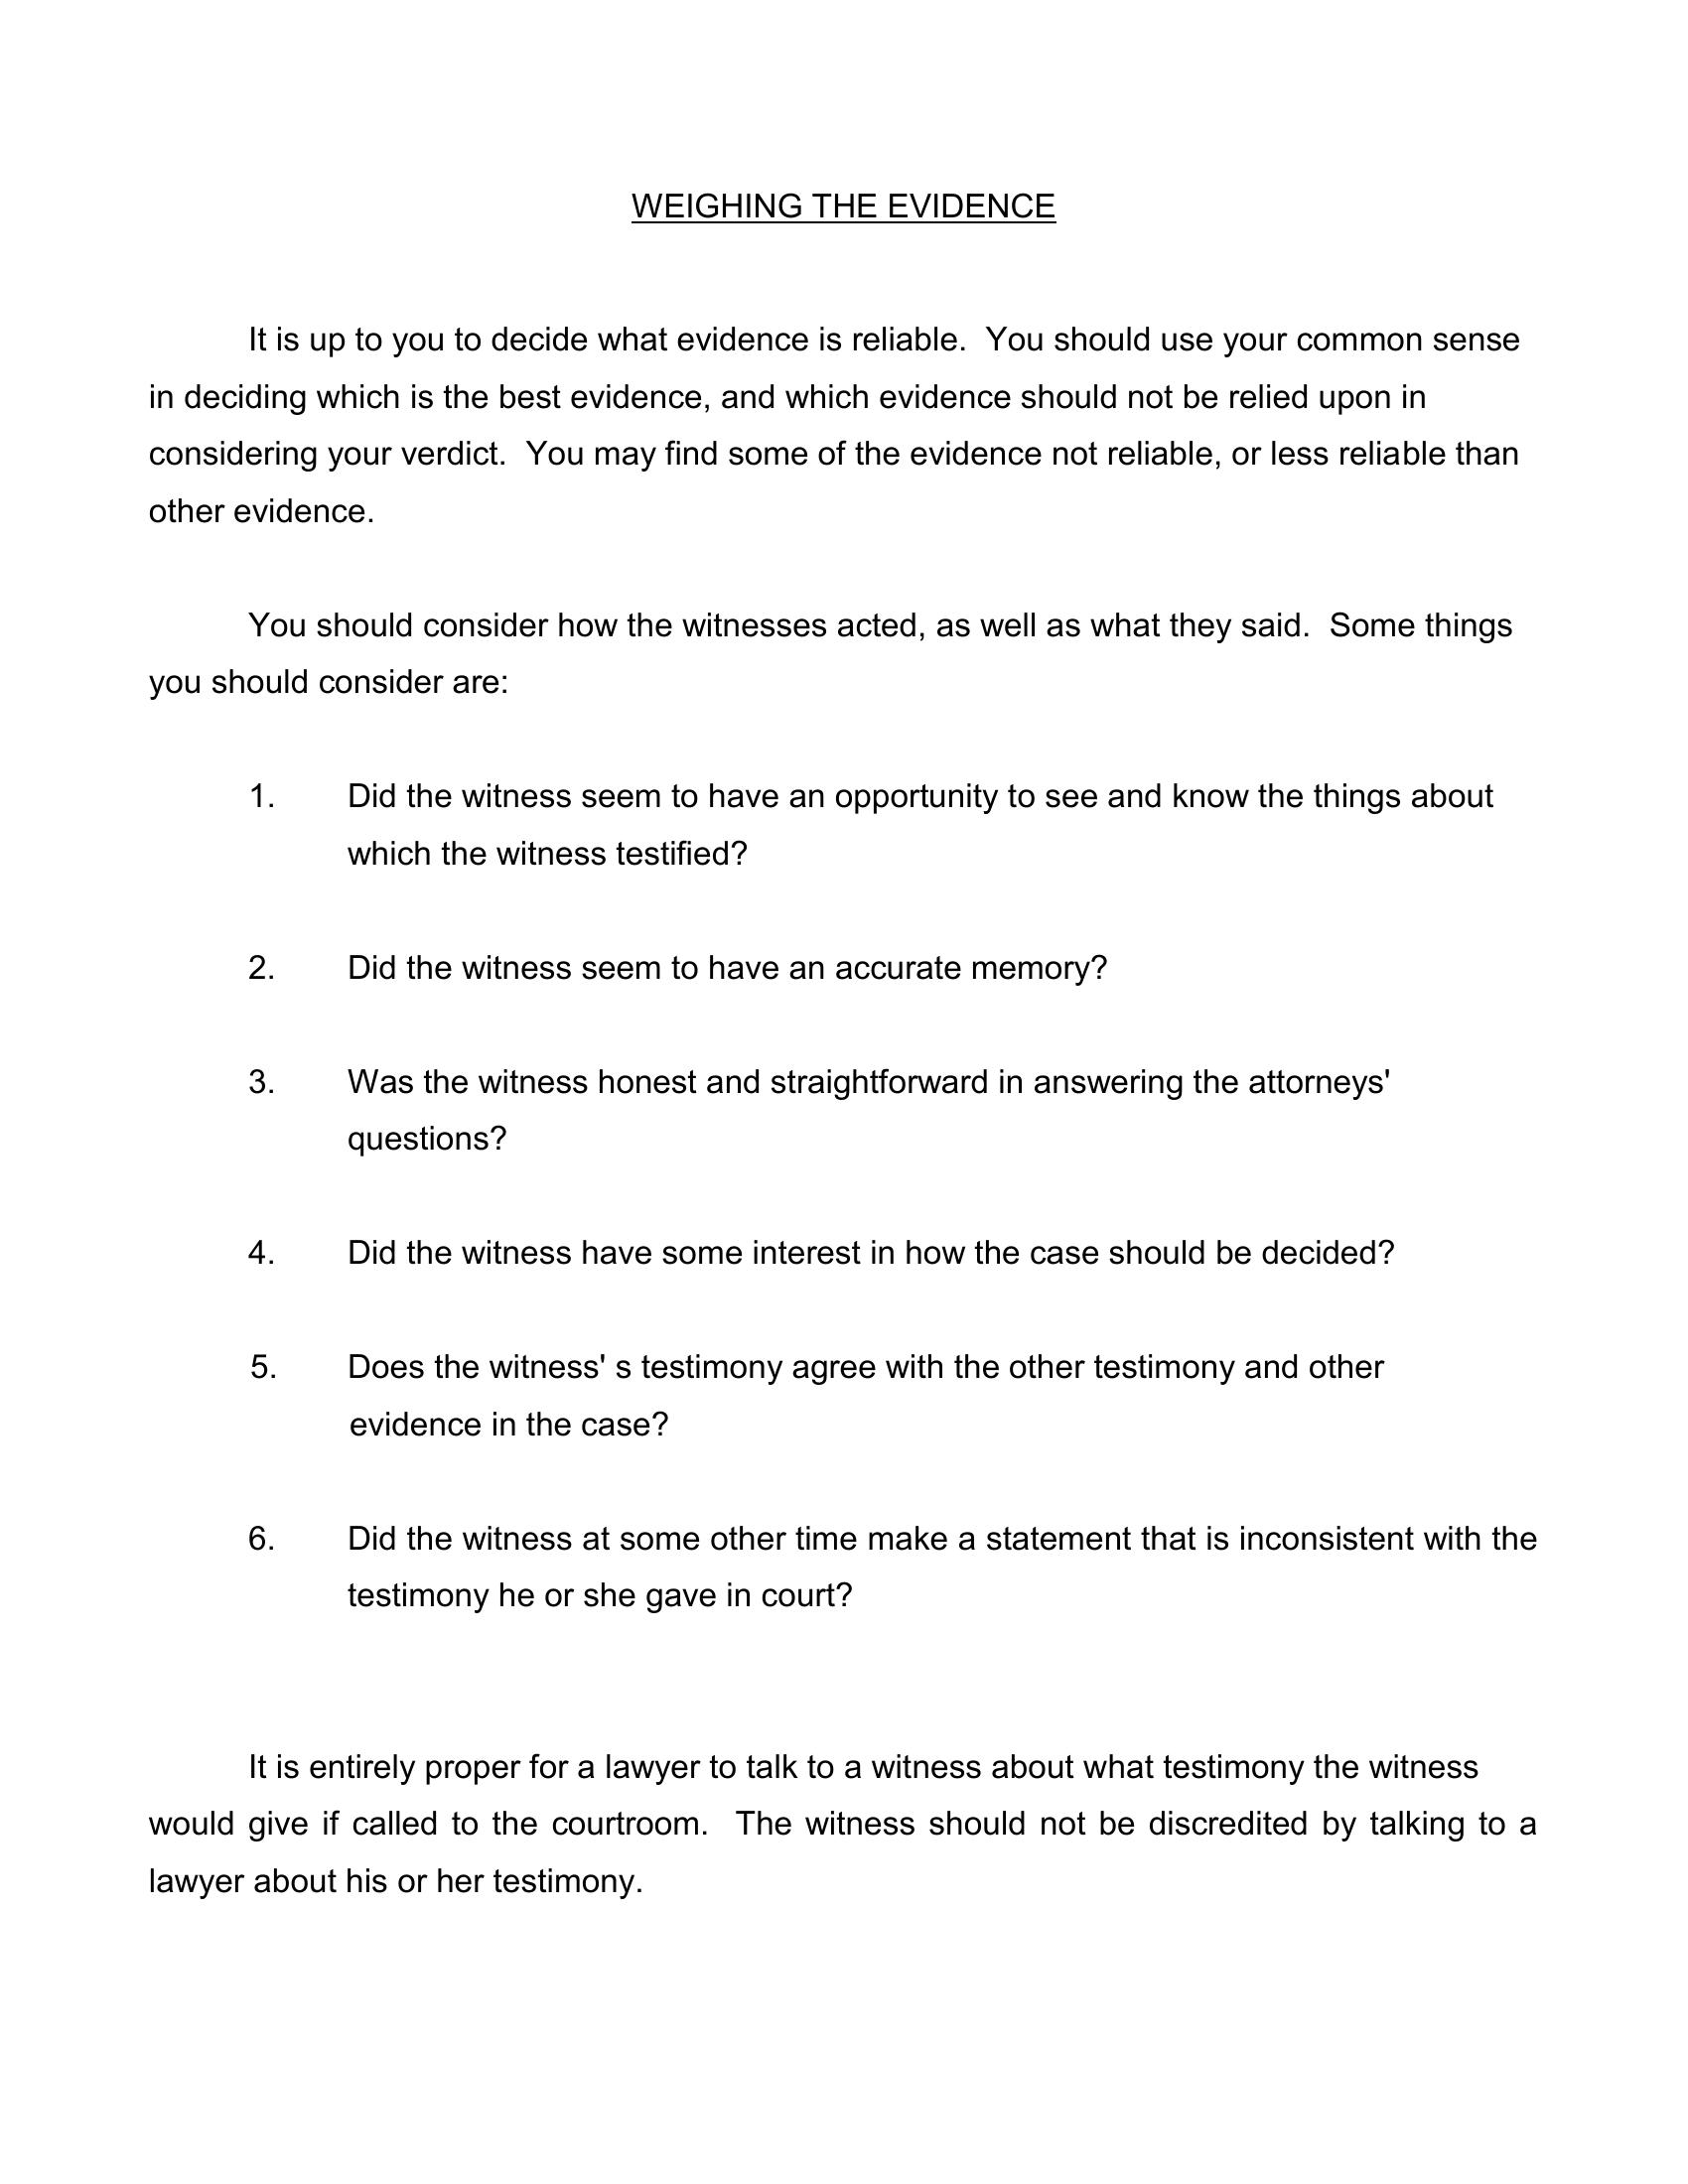 WEIGHING THE EVIDENCE
It is up to you to decide what evidence is reliable.  You should use your common sense
in deciding which is the best evidence, and which evidence should not be relied upon in
considering your verdict.  You may find some of the evidence not reliable, or less reliable than
other evidence.
You should consider how the witnesses acted, as well as what they said.  Some things
you should consider are:
1. Did the witness seem to have an opportunity to see and know the things about
which the witness testified?
2. Did the witness seem to have an accurate memory?
3. Was the witness honest and straightforward in answering the attorneys'
questions?
4. Did the witness have some interest in how the case should be decided?
5. Does the witness' s testimony agree with the other testimony and other
evidence in the case?
6. Did the witness at some other time make a statement that is inconsistent with the
testimony he or she gave in court?
It is entirely proper for a lawyer to talk to a witness about what testimony the witness
would give if called to the courtroom.  The witness should not be discredited by talking to a
lawyer about his or her testimony.